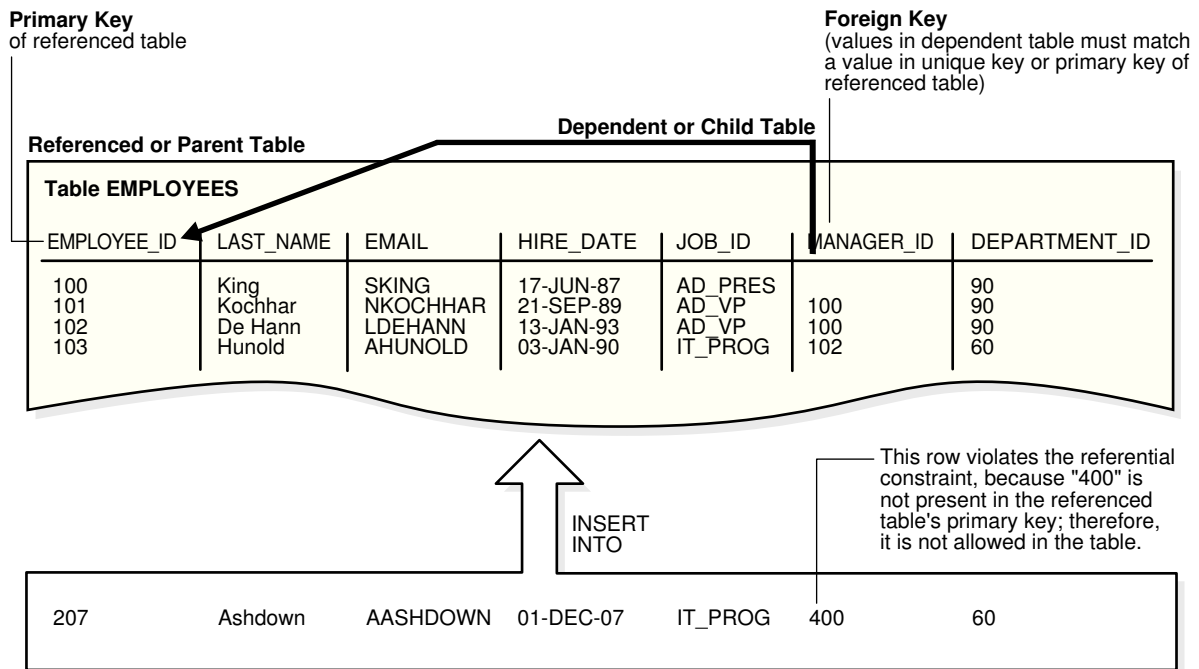 Primary Key
of referenced table
Foreign Key
(values in dependent table must match
a value in unique key or primary key of
referenced table)
Dependent or Child Table
Referenced or Parent Table
Table EMPLOYEES
EMPLOYEE_ID LAST_NAME EMAIL HIRE_DATE JOB_ID MANAGER_ID DEPARTMENT_ID
100 King SKING 17-JUN-87 AD_PRES 90
101 Kochhar NKOCHHAR 21-SEP-89 AD_VP 100 90
102 De Hann LDEHANN 13-JAN-93 AD_VP 100 90
103 Hunold AHUNOLD 03-JAN-90 IT_PROG 102 60
This row violates the referential
constraint, because "400" is
not present in the referenced
table's primary key; therefore,
it is not allowed in the table.
INSERT
INTO
207 Ashdown AASHDOWN 01-DEC-07 IT_PROG 400 60